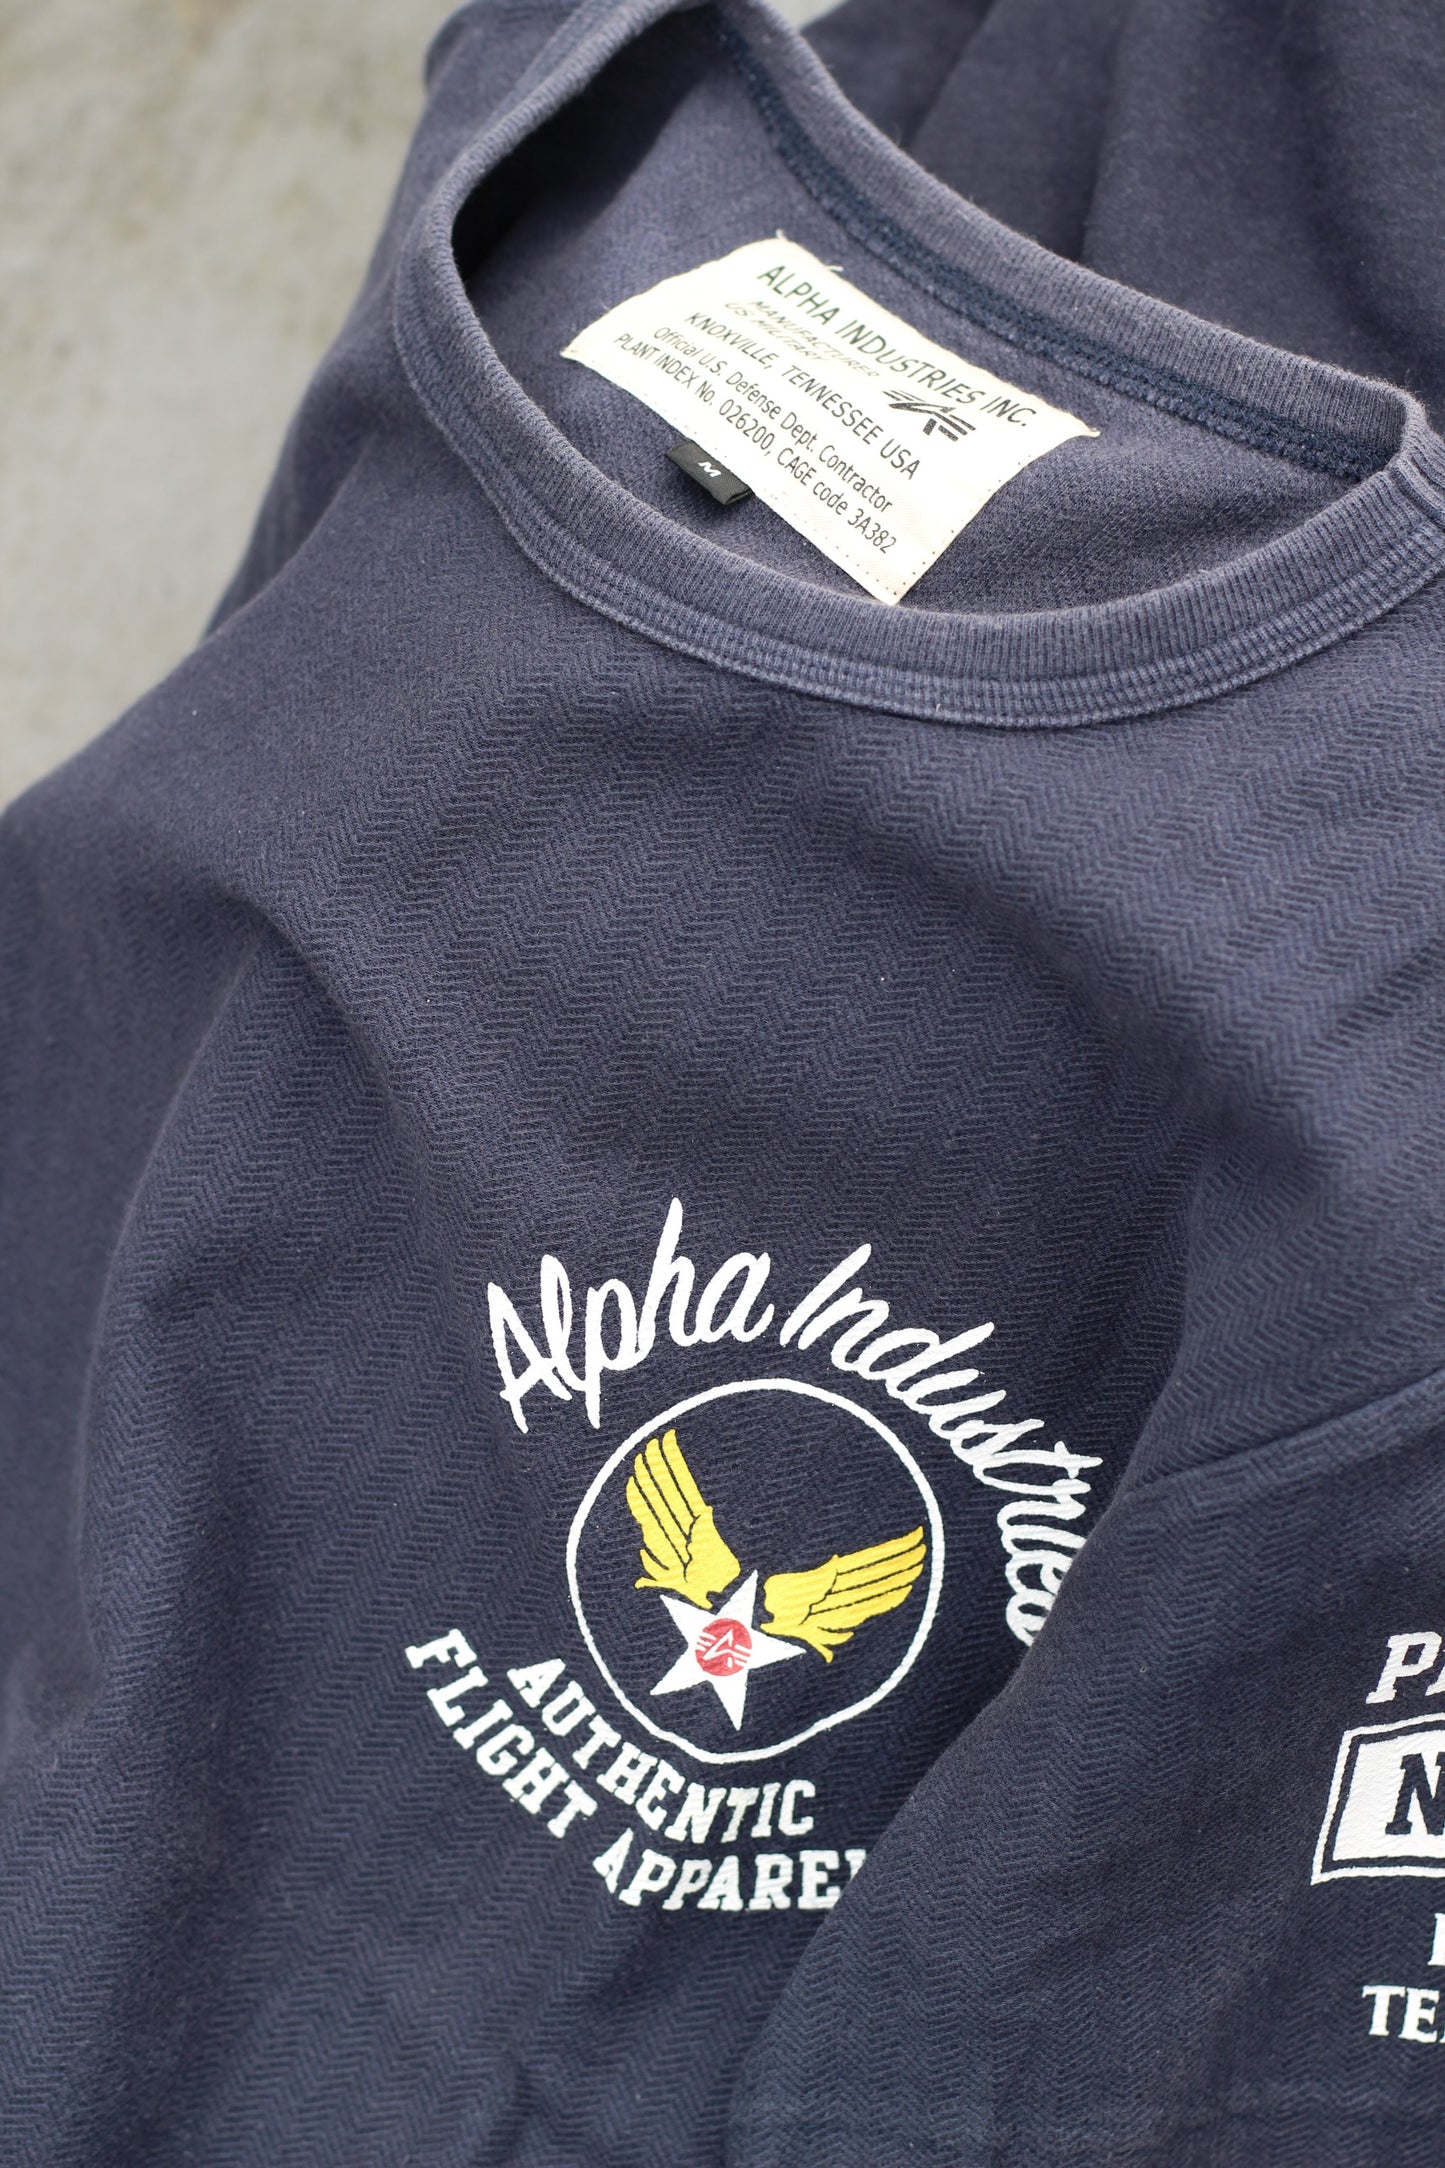 ALPHA INDUSTRIES INC.
MANUFACTURER
US MILITARY
KNOXVILLE, TENNESSEE USA
Official U.S. Defense Dept. Contractor
PLANT INDEX No. 026200, CAGE code 3A382
M
Alpha Industries
AUTHENTIC
FLIGHT APPAREL